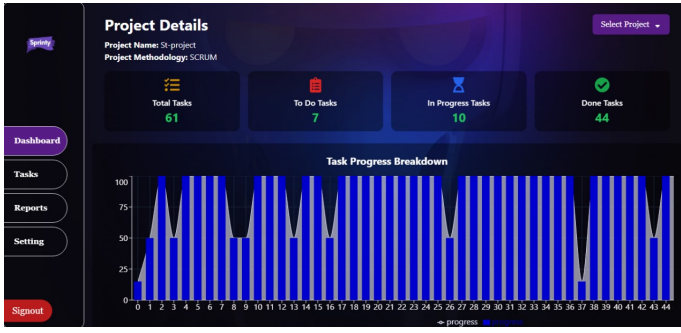 Sprinty
Project Details
Select Project
Project Name: St-project
Project Methodology: SCRUM
Total Tasks
61
To Do Tasks
7
In Progress Tasks
10
Done Tasks
44
Dashboard
Tasks
Reports
Setting
Signout
Task Progress Breakdown
100
75
50
25
0
0 1 2 3 4 5 6 7 8 9 10 11 12 13 14 15 16 17 18 19 20 21 22 23 24 25 26 27 28 29 30 31 32 33 34 35 36 37 38 39 40 41 42 43 44
progress